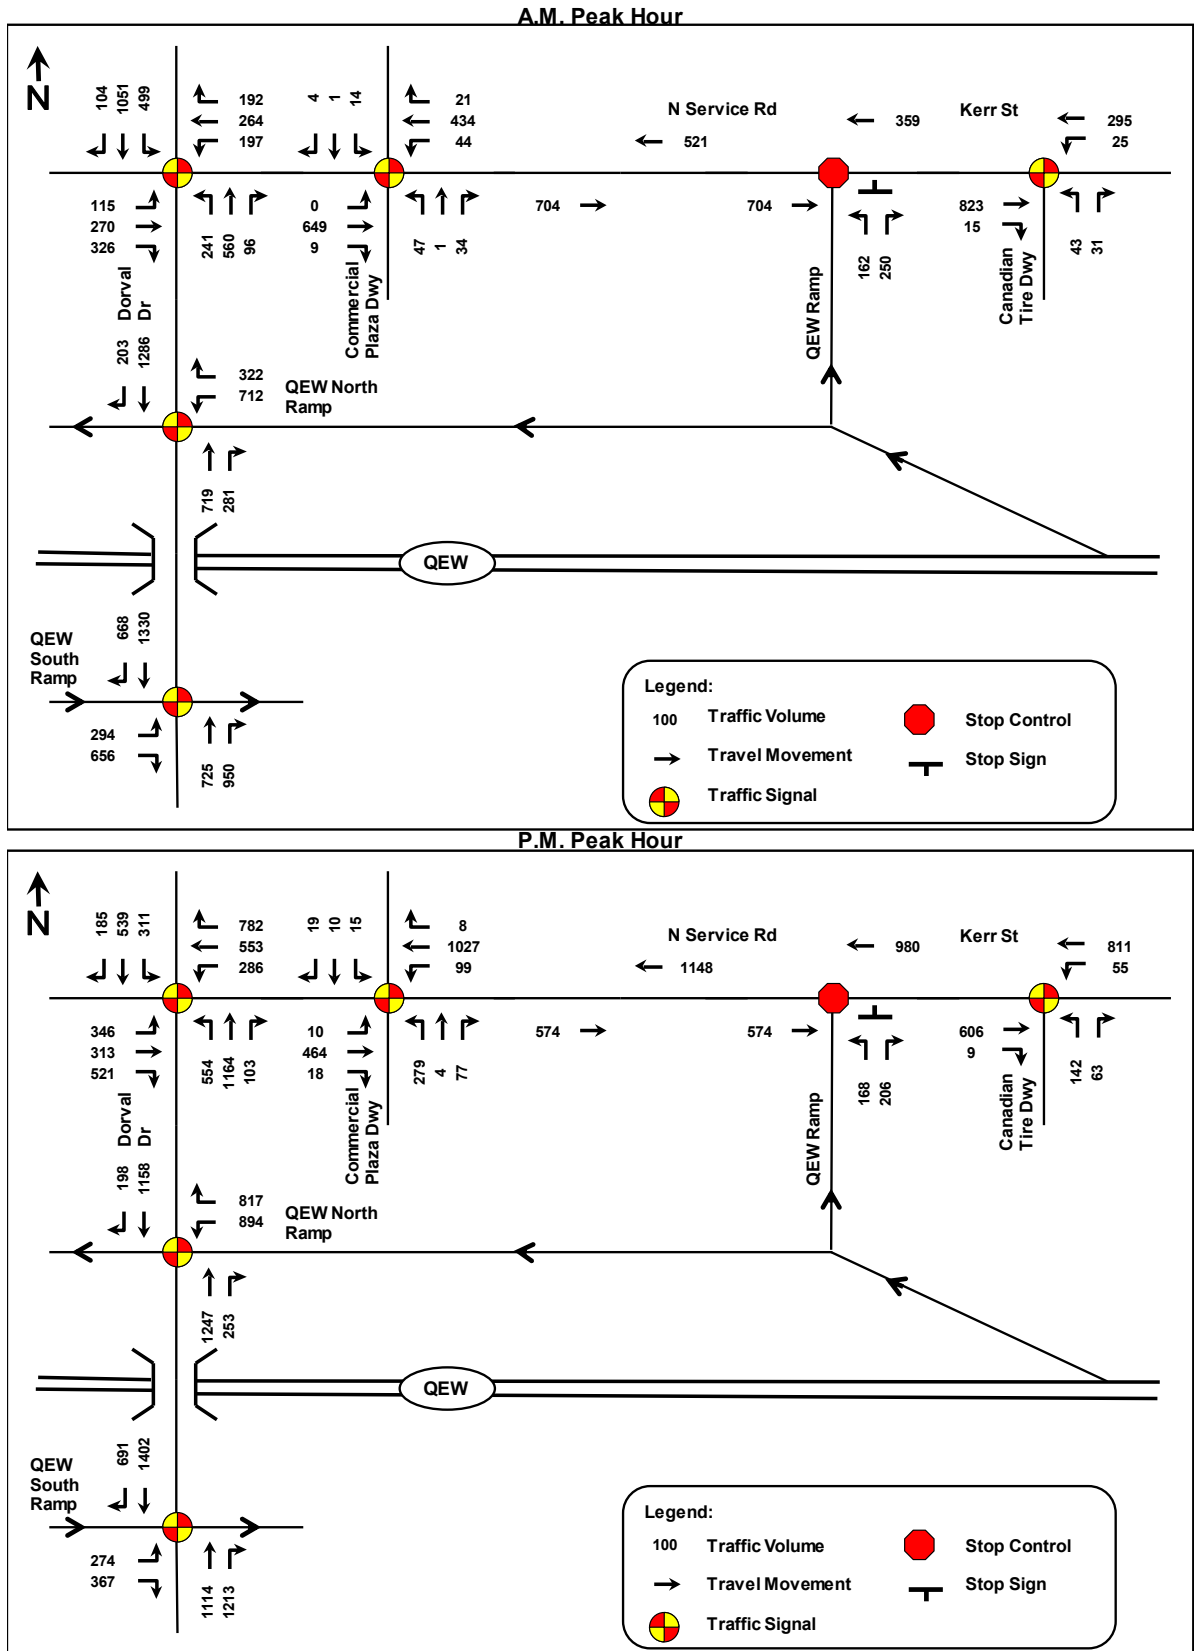 A.M. Peak Hour
N
104
1051
499
192
264
197
4
1
14
21
434
44
N Service Rd
521
359
Kerr St
295
25
115
270
326
241
560
96
0
649
9
47
1
34
704
704
162
250
823
15
43
31
Dorval
Dr
Commercial
Plaza Dwy
QEW Ramp
Canadian
Tire Dwy
203
1286
322
712
QEW North
Ramp
719
281
QEW
668
1330
QEW
South
Ramp
294
656
725
950
Legend:
100 Traffic Volume
Stop Control
Travel Movement
Stop Sign
Traffic Signal
P.M. Peak Hour
N
185
539
311
782
553
286
19
10
15
8
1027
99
N Service Rd
1148
980
Kerr St
811
55
346
313
521
554
1164
103
10
464
18
279
4
77
574
574
168
206
606
9
142
63
Dorval
Dr
Commercial
Plaza Dwy
QEW Ramp
Canadian
Tire Dwy
198
1158
817
894
QEW North
Ramp
1247
253
QEW
691
1402
QEW
South
Ramp
274
367
1114
1213
Legend:
100 Traffic Volume
Stop Control
Travel Movement
Stop Sign
Traffic Signal